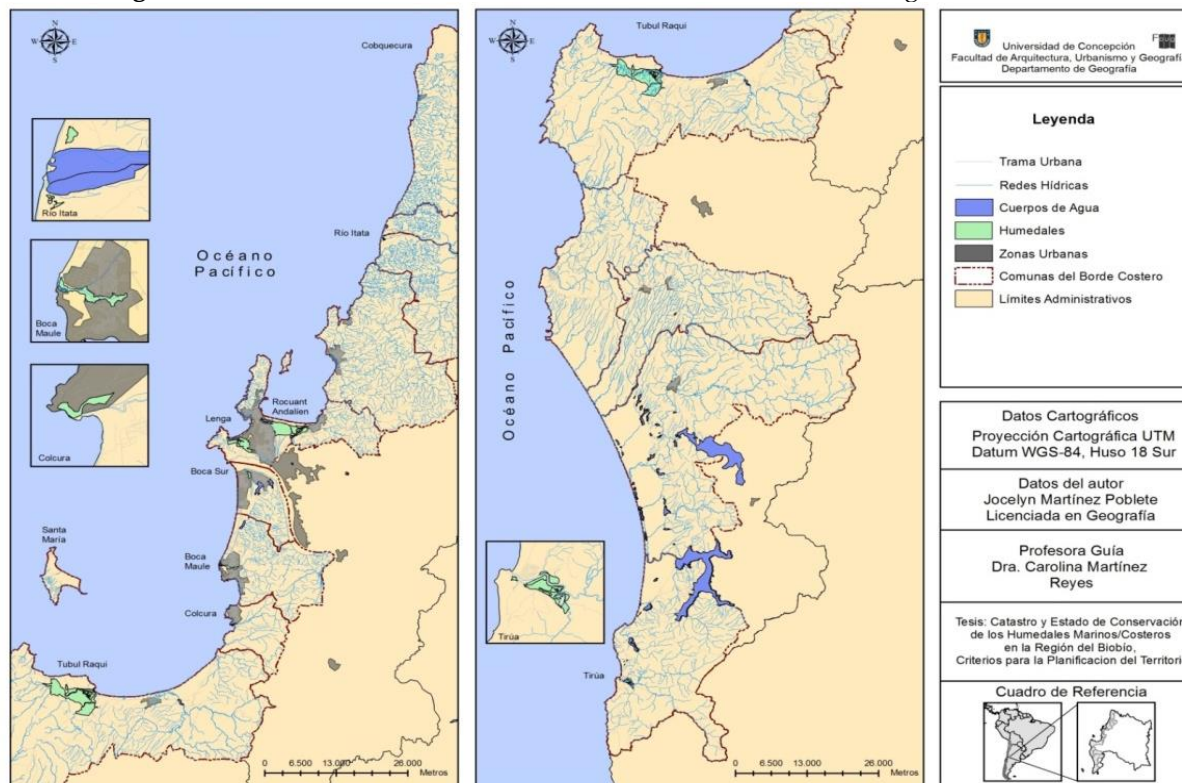 N
W E
S
Cobquecura
Río Itata
Río Itata
Océano
Pacífico
Boca
Maule
Colcura
Lenga
Rocuant
Andalien
Boca Sur
Santa
María
Boca
Maule
Colcura
Tubul Raqui
0 6.500 13.000 26.000
Metros
N
W E
S
Tubul Raqui
Océano Pacífico
Tirúa
Tirúa
0 6.500 13.000 26.000
Metros
Universidad de Concepción
Facultad de Arquitectura, Urbanismo y Geografí
Departamento de Geografía
Leyenda
Trama Urbana
Redes Hídricas
Cuerpos de Agua
Humedales
Zonas Urbanas
Comunas del Borde Costero
Límites Administrativos
Datos Cartográficos
Proyección Cartográfica UTM
Datum WGS-84, Huso 18 Sur
Datos del autor
Jocelyn Martínez Poblete
Licenciada en Geografía
Profesora Guía
Dra. Carolina Martínez
Reyes
Tesis: Catastro y Estado de Conservación
de los Humedales Marinos/Costeros
en la Región del Biobío,
Criterios para la Planificacion del Territori
Cuadro de Referencia